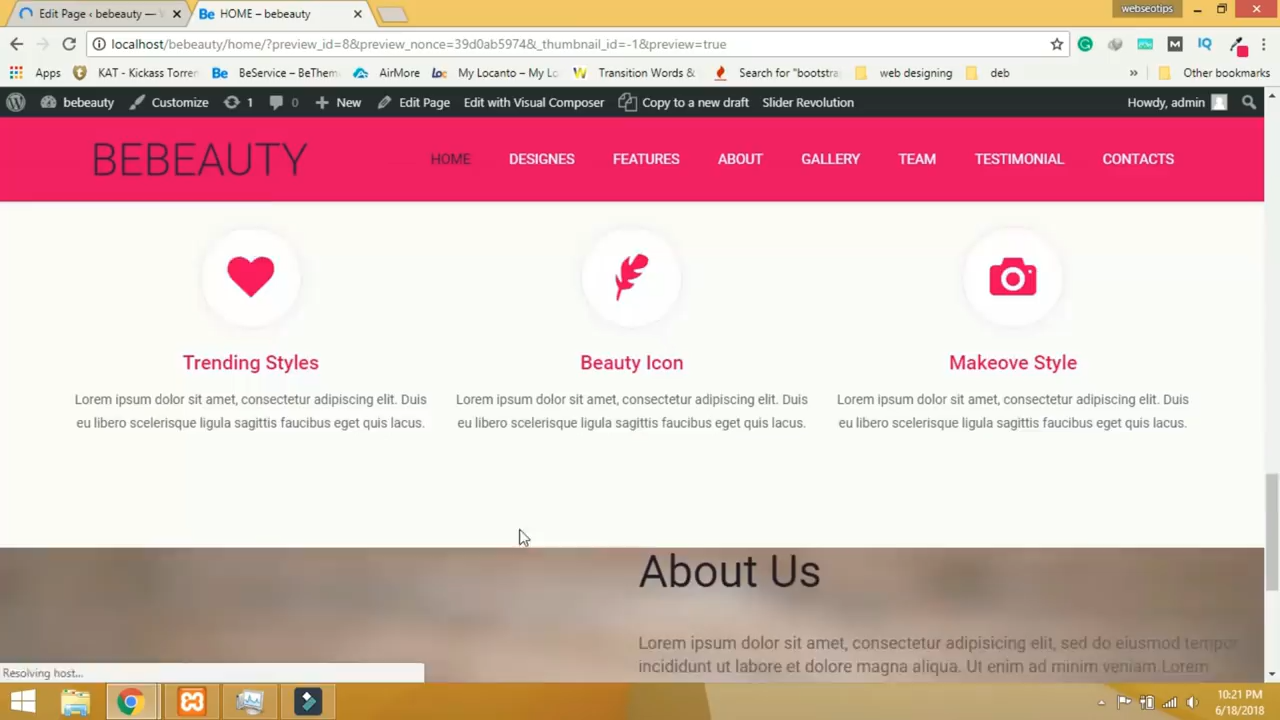 Edit Page ‹ bebeauty —
HOME – bebeauty
webseotips
localhost/bebeauty/home/?preview_id=8&preview_nonce=39d0ab5974&_thumbnail_id=-1&preview=true
Apps KAT - Kickass Torren BeService – BeThem AirMore My Locanto – My Lo Transition Words & Search for "bootstra web designing deb » Other bookmarks
bebeauty Customize 1 0 New Edit Page Edit with Visual Composer Copy to a new draft Slider Revolution Howdy, admin
BEBEAUTY HOME DESIGNES FEATURES ABOUT GALLERY TEAM TESTIMONIAL CONTACTS
Trending Styles
Lorem ipsum dolor sit amet, consectetur adipiscing elit. Duis
eu libero scelerisque ligula sagittis faucibus eget quis lacus.
Beauty Icon
Lorem ipsum dolor sit amet, consectetur adipiscing elit. Duis
eu libero scelerisque ligula sagittis faucibus eget quis lacus.
Makeove Style
Lorem ipsum dolor sit amet, consectetur adipiscing elit. Duis
eu libero scelerisque ligula sagittis faucibus eget quis lacus.
About Us
Lorem ipsum dolor sit amet, consectetur adipisicing elit, sed do eiusmod tempor
incididunt ut labore et dolore magna aliqua. Ut enim ad minim veniam.Lorem
Resolving host...
10:21 PM
6/18/2018